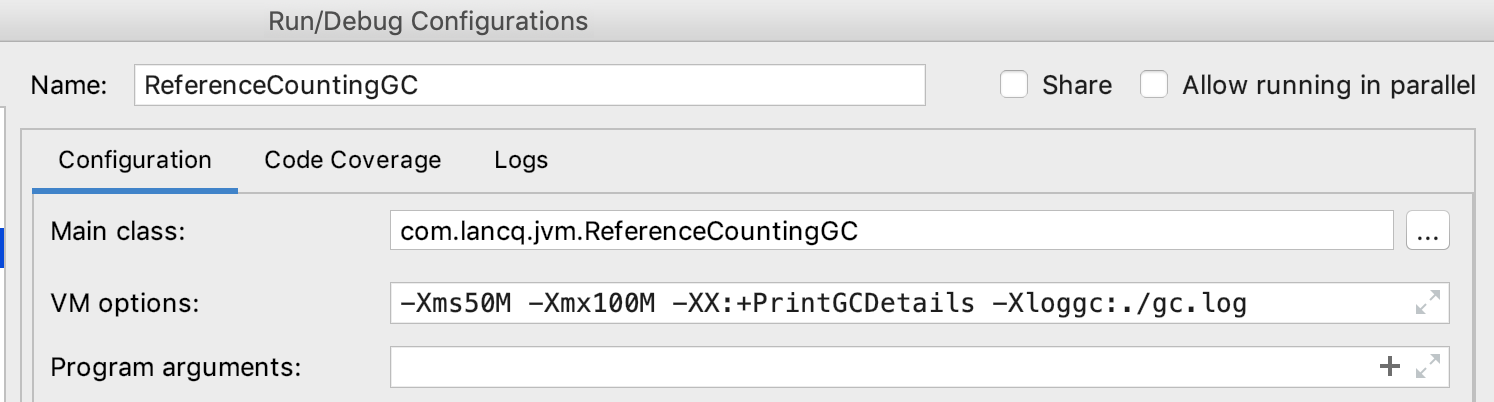 Run/Debug Configurations
Name: ReferenceCountingGC Share Allow running in parallel
Configuration Code Coverage Logs
Main class: com.lancq.jvm.ReferenceCountingGC ...
VM options: -Xms50M -Xmx100M -XX:+PrintGCDetails -Xloggc:./gc.log
Program arguments: